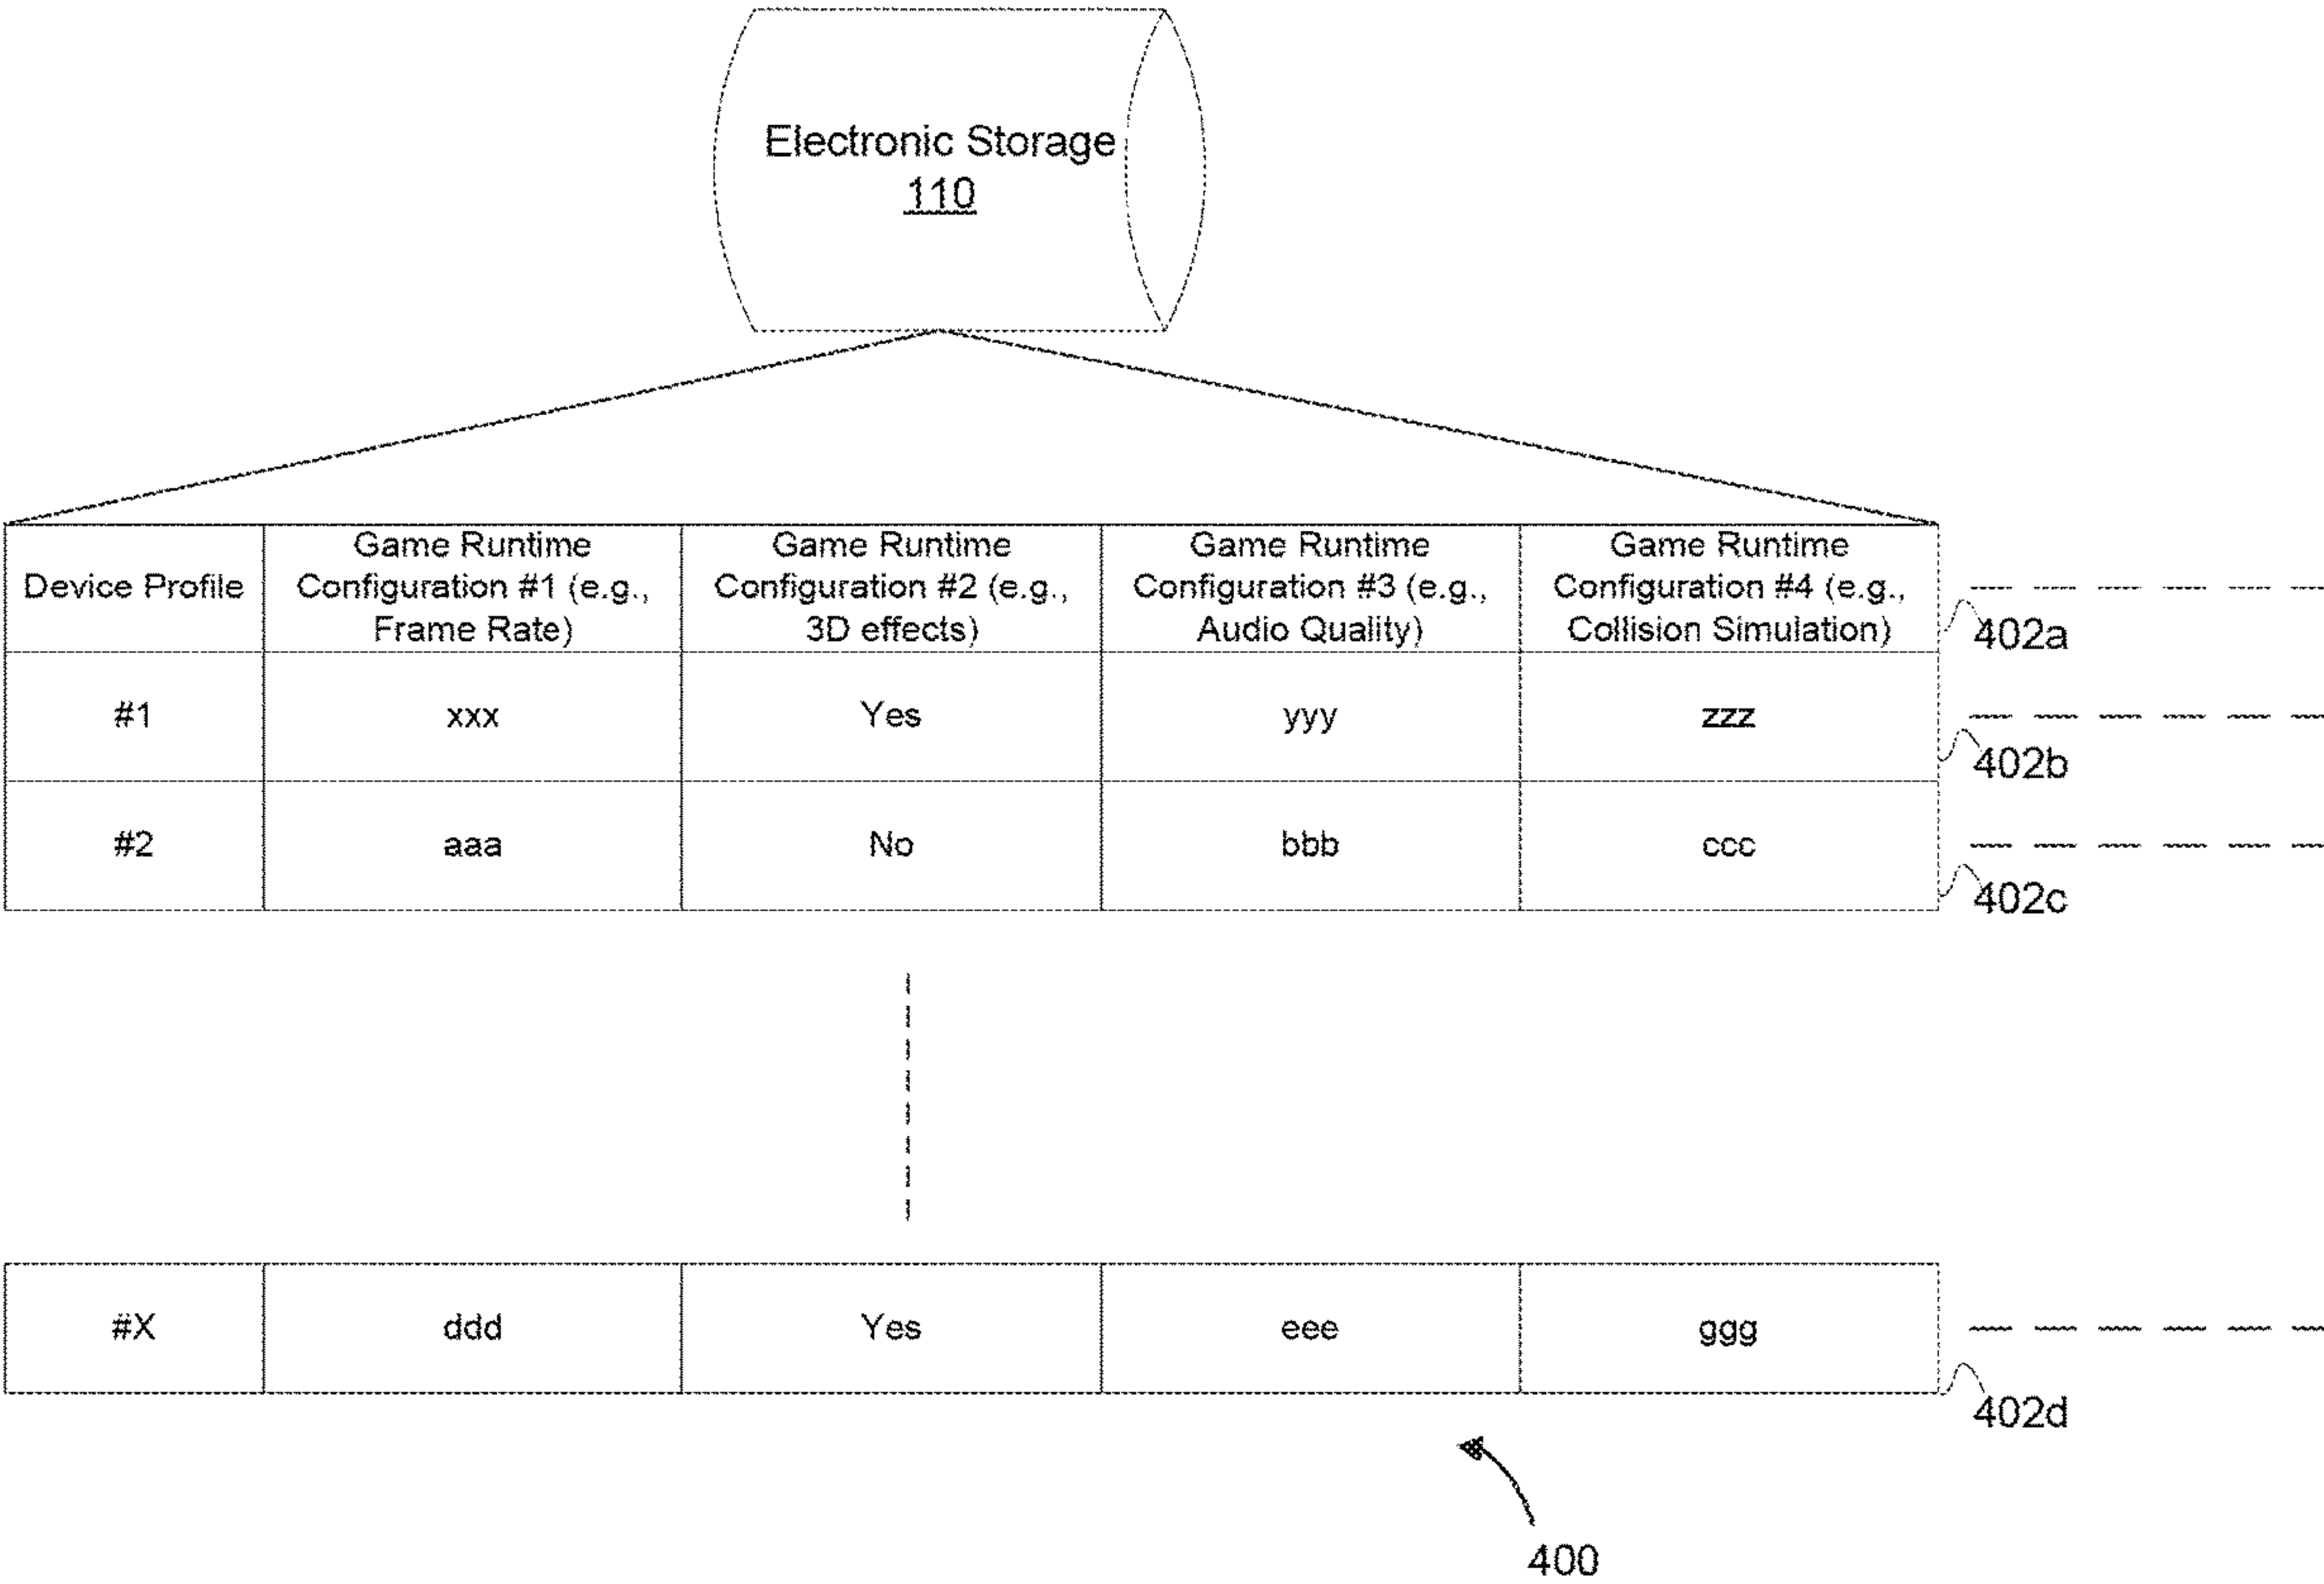 Electronic Storage
110
Device Profile
Game Runtime
Configuration #1 (e.g.,
Frame Rate)
Game Runtime
Configuration #2 (e.g.,
3D effects)
Game Runtime
Configuration #3 (e.g.,
Audio Quality)
Game Runtime
Configuration #4 (e.g.,
Collision Simulation)
402a
#1 xxx Yes yyy zzz
402b
#2 aaa No bbb ccc
402c
#X ddd Yes eee ggg
402d
400